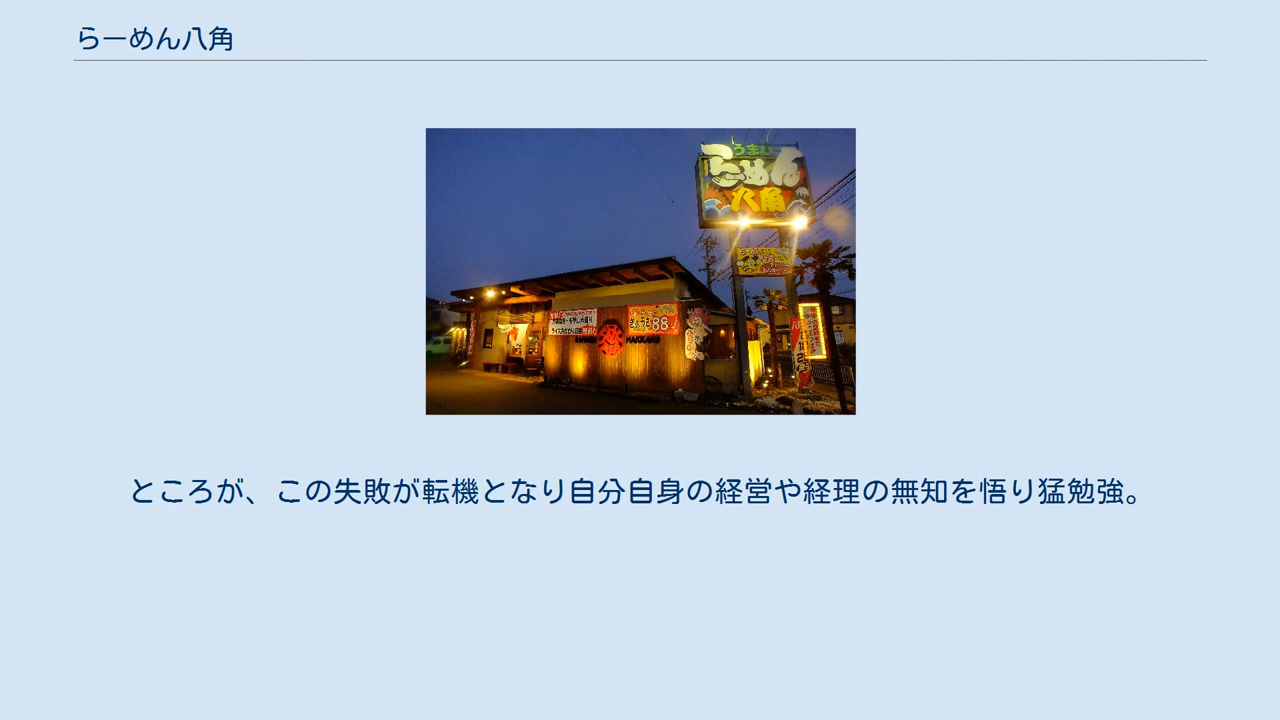 らーめん八角
うまい
らーめん
八角
ところが、この失敗が転機となり自分自身の経営や経理の無知を悟り猛勉強。